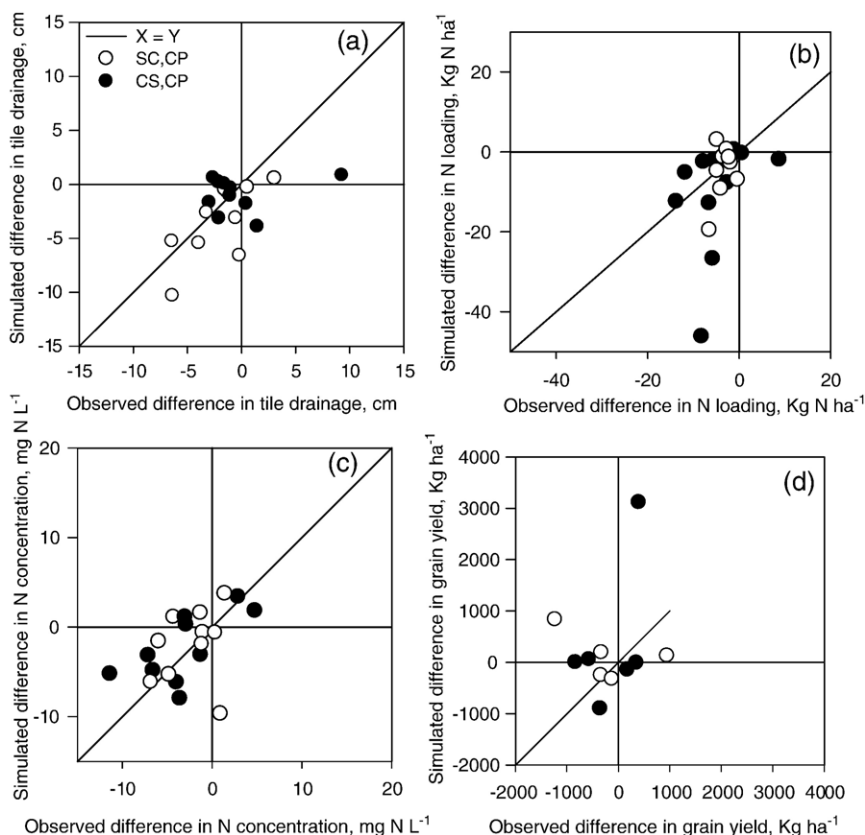 (a)
X = Y
SC,CP
CS,CP
15
10
5
0
-5
-10
-15
-15
-10
-5
0
5
10
15
Simulated difference in tile drainage, cm
Observed difference in tile drainage, cm
(b)
20
0
-20
-40
-40
-20
0
20
Simulated difference in N loading, Kg N ha-1
Observed difference in N loading, Kg N ha-1
(c)
20
10
0
-10
-10
0
10
20
Simulated difference in N concentration, mg N L-1
Observed difference in N concentration, mg N L-1
(d)
4000
3000
2000
1000
0
-1000
-2000
-2000
-1000
0
1000
2000
3000
4000
Simulated difference in grain yield, Kg ha-1
Observed difference in grain yield, Kg ha-1